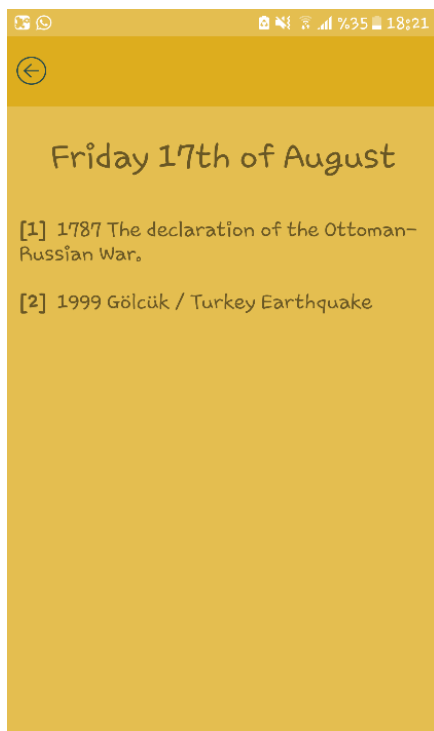 %35 18:21
Friday 17th of August
[1] 1787 The declaration of the Ottoman-
Russian War.
[2] 1999 Gölcük / Turkey Earthquake